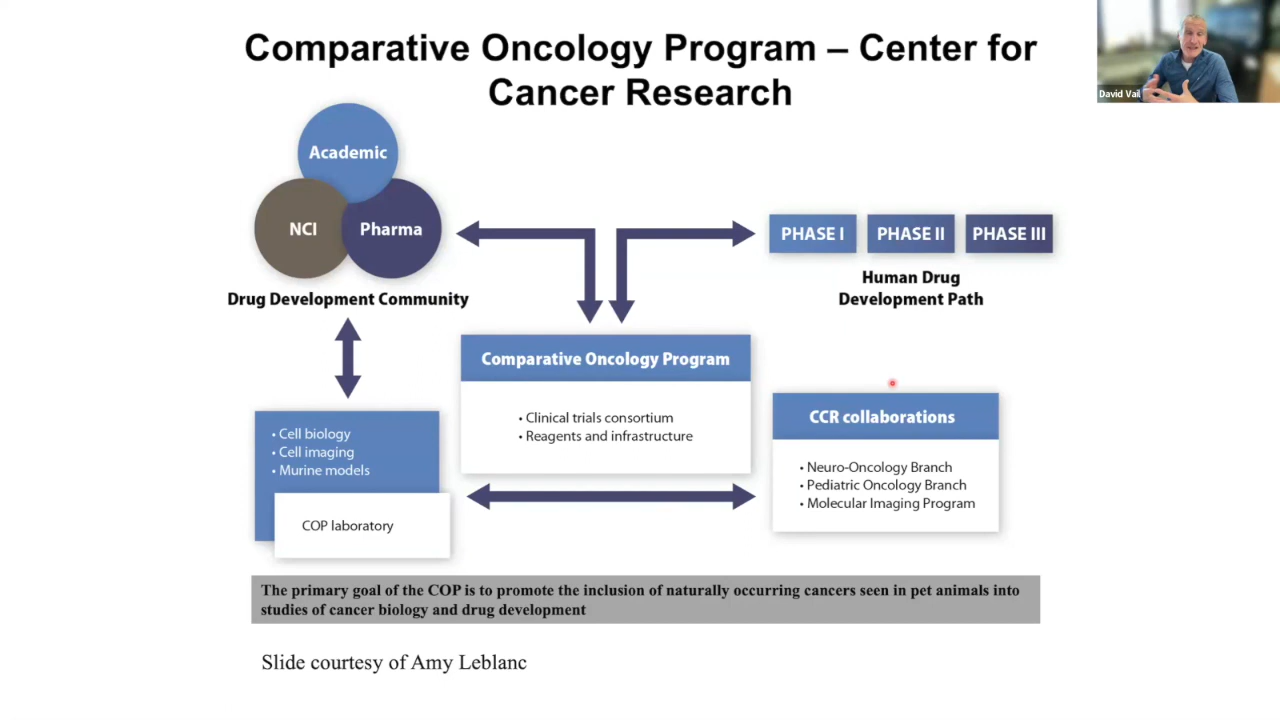 Comparative Oncology Program – Center for
Cancer Research
David Vail
Academic
NCI
Pharma
Drug Development Community
PHASE I
PHASE II
PHASE III
Human Drug
Development Path
Comparative Oncology Program
• Clinical trials consortium
• Reagents and infrastructure
• Cell biology
• Cell imaging
• Murine models
COP laboratory
CCR collaborations
• Neuro-Oncology Branch
• Pediatric Oncology Branch
• Molecular Imaging Program
The primary goal of the COP is to promote the inclusion of naturally occurring cancers seen in pet animals into
studies of cancer biology and drug development
Slide courtesy of Amy Leblanc